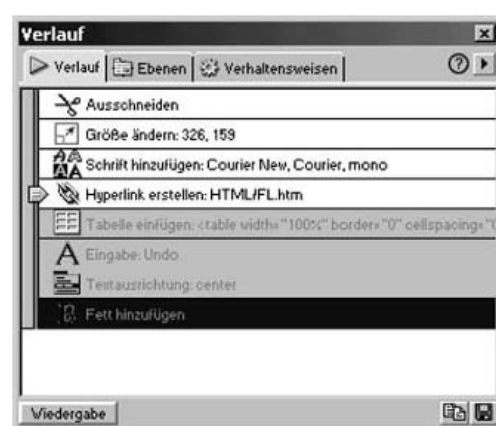 Verlauf
Verlauf Ebenen Verhaltensweisen
Ausschneiden
Größe ändern: 326, 159
Schrift hinzufügen: Courier New, Courier, mono
Hyperlink erstellen: HTML/FL.htm
Tabelle einfügen: <table width="100%" border="0" cellspacing="0
Eingabe: Undo
Textausrichtung: center
Fett hinzufügen
Wiedergabe